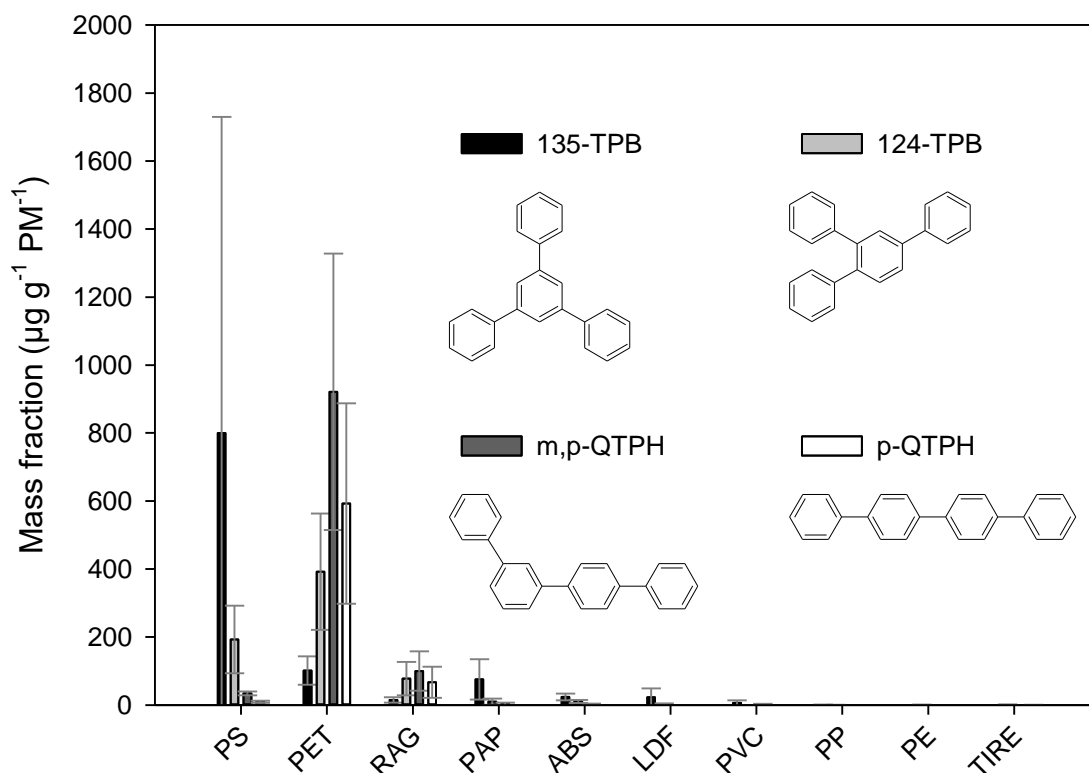 Mass fraction (µg g⁻¹ PM⁻¹)
2000
1800
1600
1400
1200
1000
800
600
400
200
0
135-TPB
124-TPB
m,p-QTPH
p-QTPH
PS
PET
RAG
PAP
ABS
LDF
PVC
PP
PE
TIRE